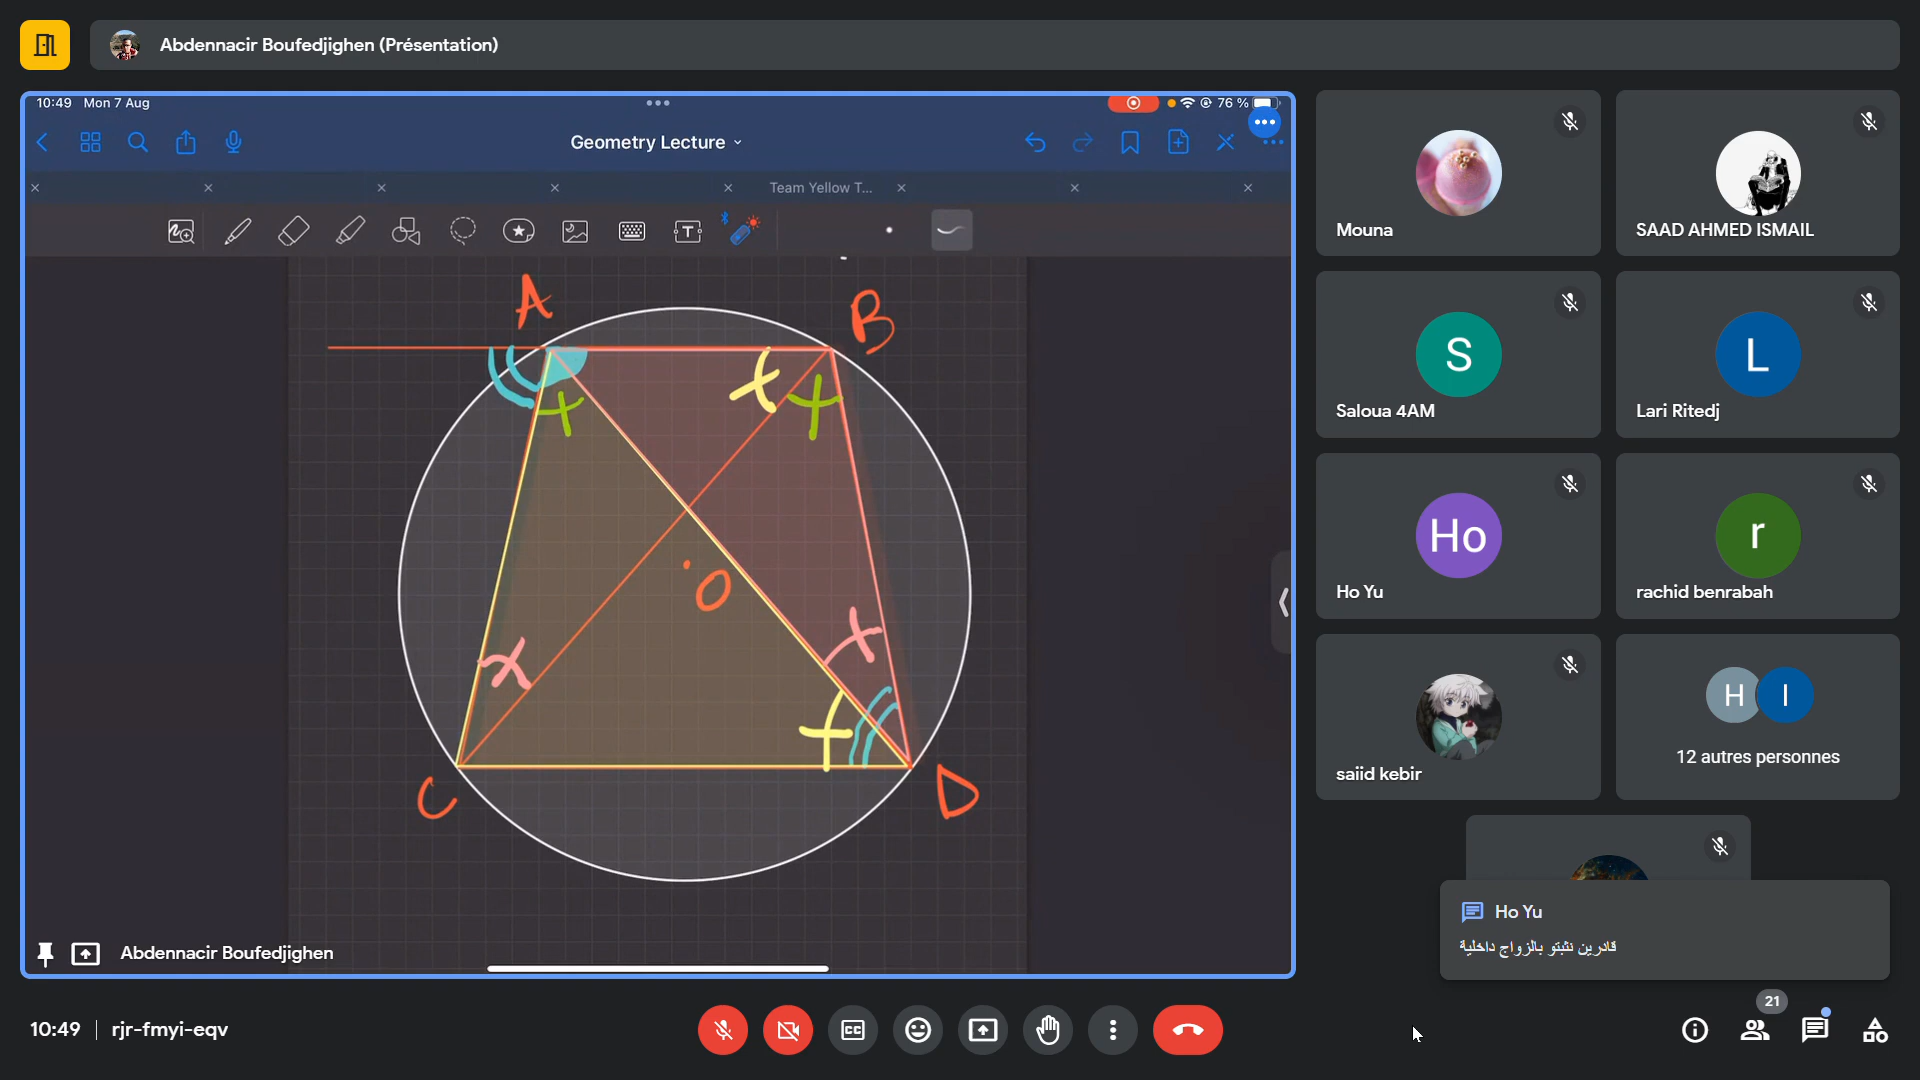 Abdennacir Boufedjighen (Présentation)
10:49 Mon 7 Aug
76 %
Geometry Lecture
Team Yellow T...
T
A
B
O
C
D
Abdennacir Boufedjighen
Mouna
SAAD AHMED ISMAIL
S
Saloua 4AM
L
Lari Ritedj
Ho
Ho Yu
r
rachid benrabah
saiid kebir
H I
12 autres personnes
Ho Yu
قادرين نثبتو بالزواج داخلية
10:49 | rjr-fmyi-eqv
CC
21